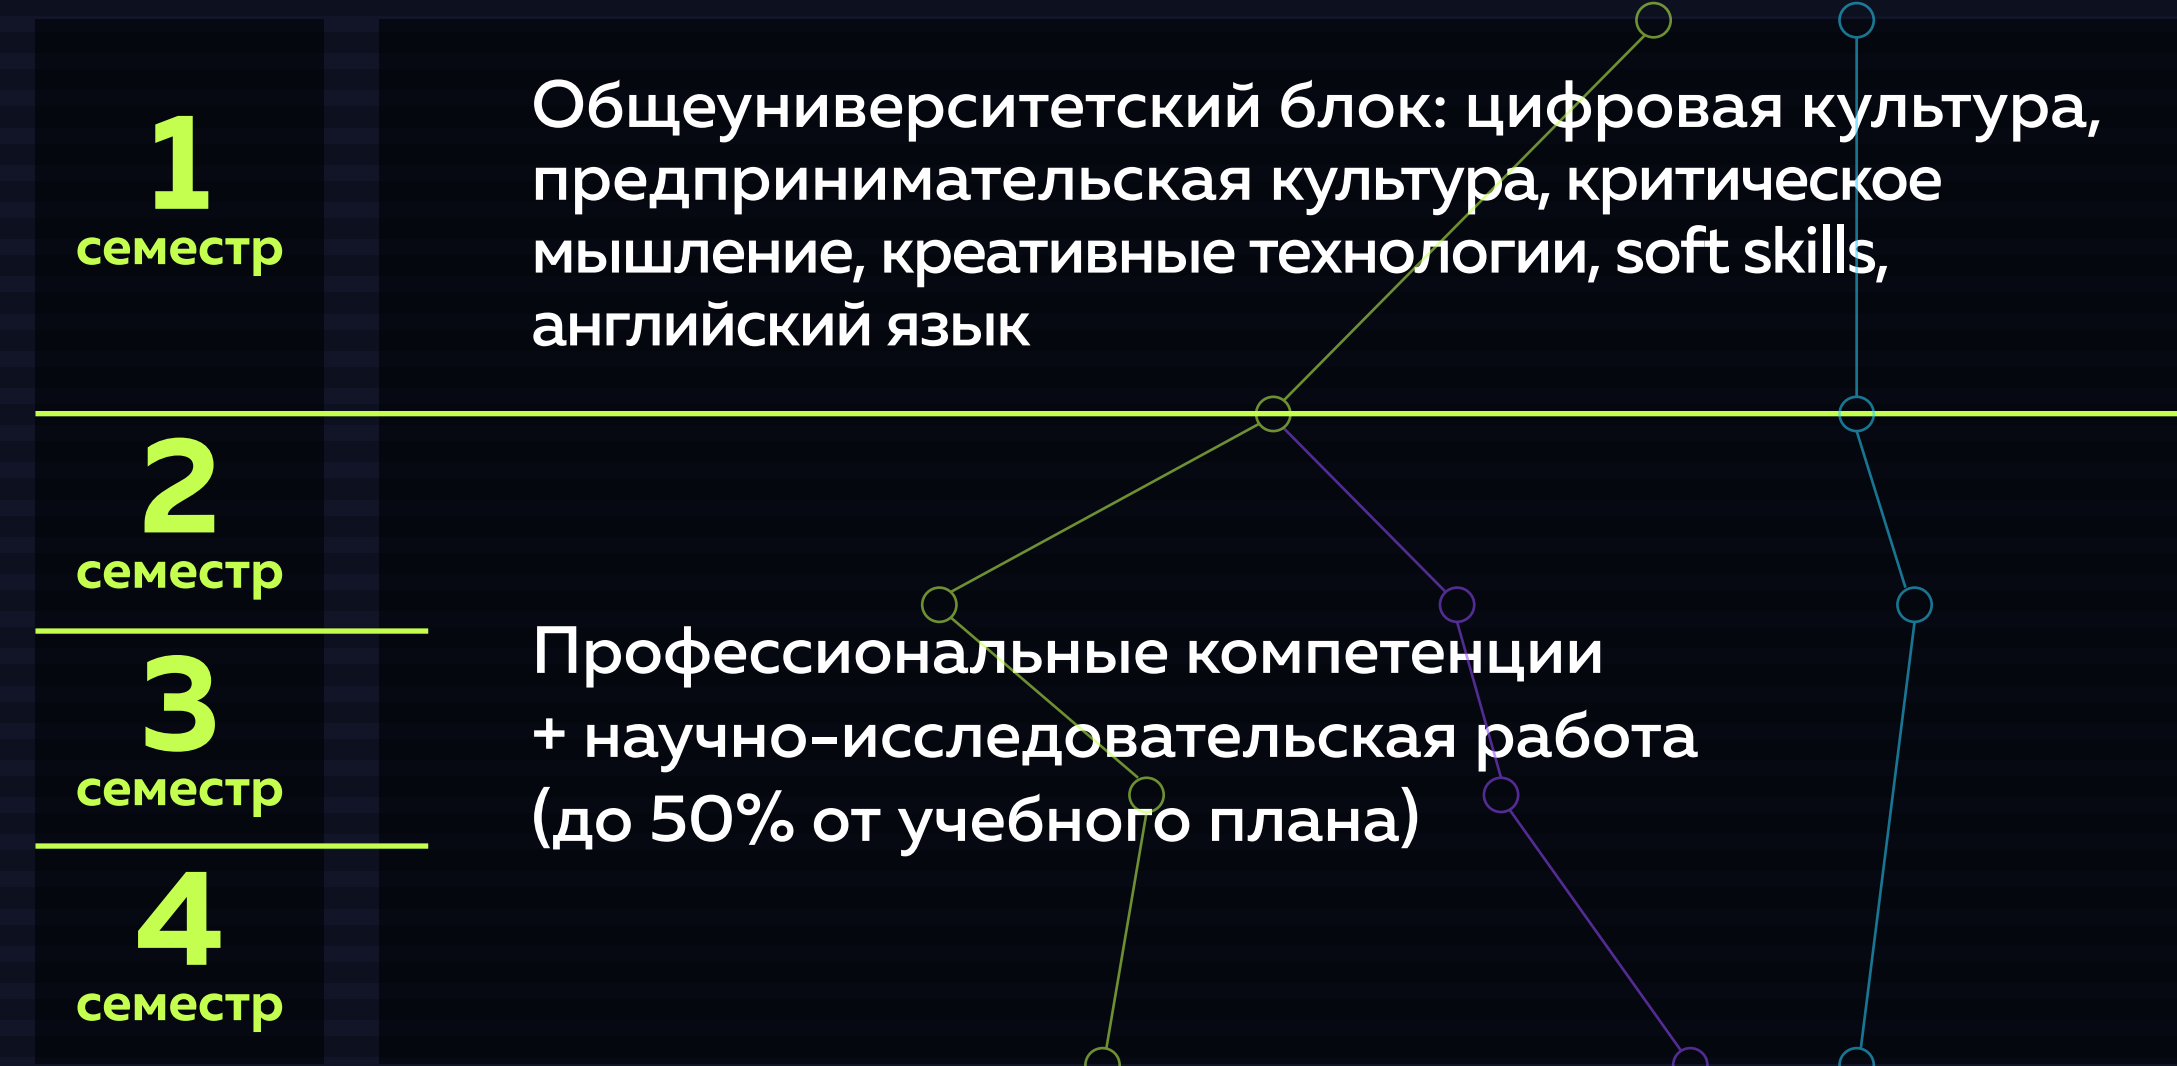 1
семестр
Общеуниверситетский блок: цифровая культура,
предпринимательская культура, критическое
мышление, креативные технологии, soft skills,
английский язык
2
семестр
3
семестр
4
семестр
Профессиональные компетенции
+ научно-исследовательская работа
(до 50% от учебного плана)